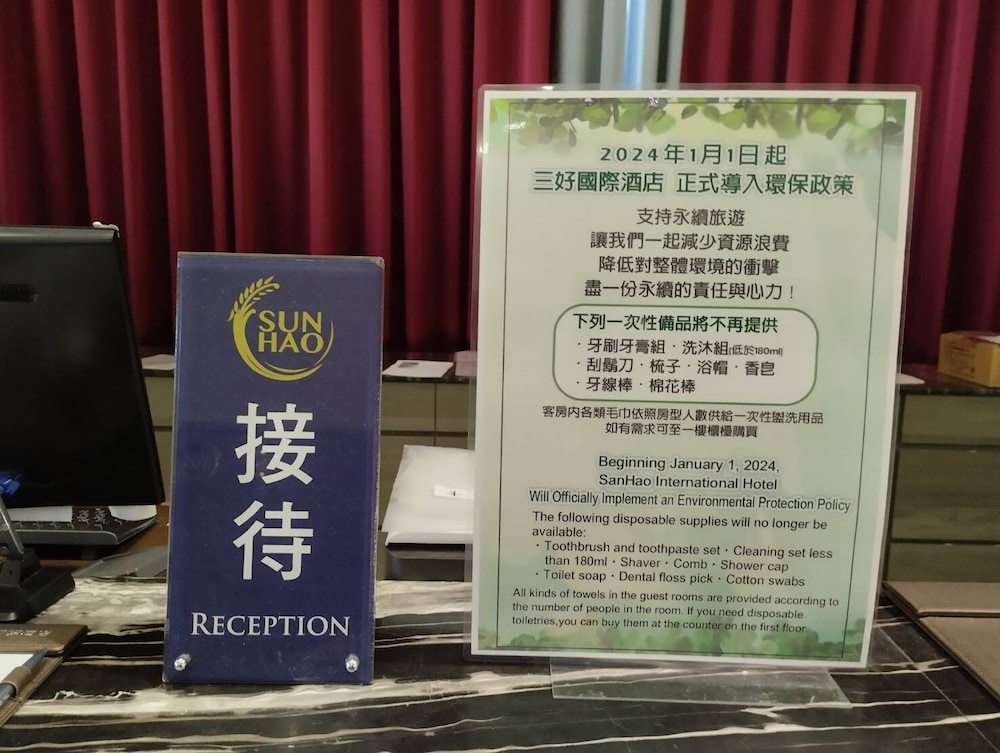 SUN
HAO
接
待
RECEPTION
2024年1月1日起
三好國際酒店 正式導入環保政策
支持永續旅遊
讓我們一起減少資源浪費
降低對整體環境的衝擊
盡一份永續的責任與心力！
下列一次性備品將不再提供
·牙刷牙膏組·洗沐組(低於180ml)
·刮鬍刀·梳子·浴帽·香皂
·牙線棒·棉花棒
客房內各類毛巾依照房型人數供給一次性盥洗用品
如有需求可至一樓櫃檯購買
Beginning January 1, 2024,
SanHao International Hotel
Will Officially Implement an Environmental Protection Policy
The following disposable supplies will no longer be
available:
·Toothbrush and toothpaste set·Cleaning set less
than 180ml·Shaver·Comb·Shower cap
·Toilet soap·Dental floss pick·Cotton swabs
All kinds of towels in the guest rooms are provided according to
the number of people in the room. If you need disposable
toiletries,you can buy them at the counter on the first floor.